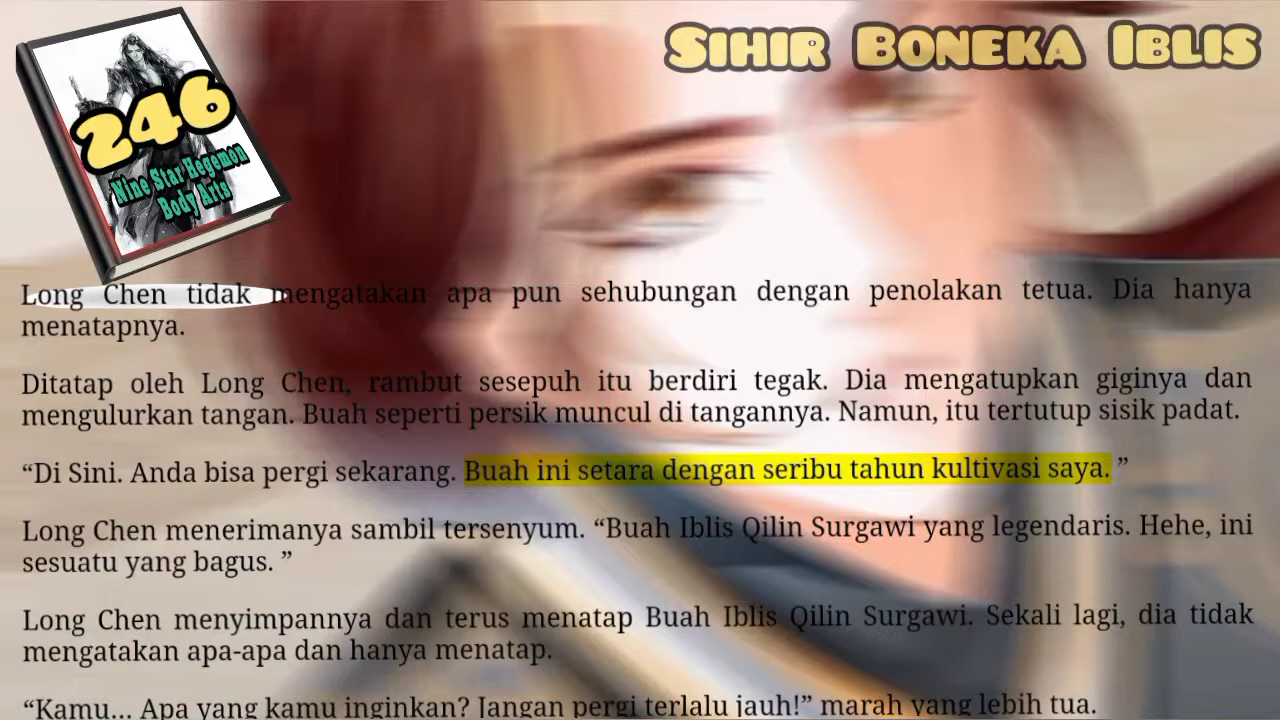 SIHIR BONEKA IBLIS
246
Nine Star Hegemon
Body Arts
Long Chen tidak mengatakan apa pun sehubungan dengan penolakan tetua. Dia hanya
menatapnya.
Ditatap oleh Long Chen, rambut sesepuh itu berdiri tegak. Dia mengatupkan giginya dan
mengulurkan tangan. Buah seperti persik muncul di tangannya. Namun, itu tertutup sisik padat.
“Di Sini. Anda bisa pergi sekarang. Buah ini setara dengan seribu tahun kultivasi saya. ”
Long Chen menerimanya sambil tersenyum. “Buah Iblis Qilin Surgawi yang legendaris. Hehe, ini
sesuatu yang bagus. ”
Long Chen menyimpannya dan terus menatap Buah Iblis Qilin Surgawi. Sekali lagi, dia tidak
mengatakan apa-apa dan hanya menatap.
“Kamu... Apa yang kamu inginkan? Jangan pergi terlalu jauh!” marah yang lebih tua.